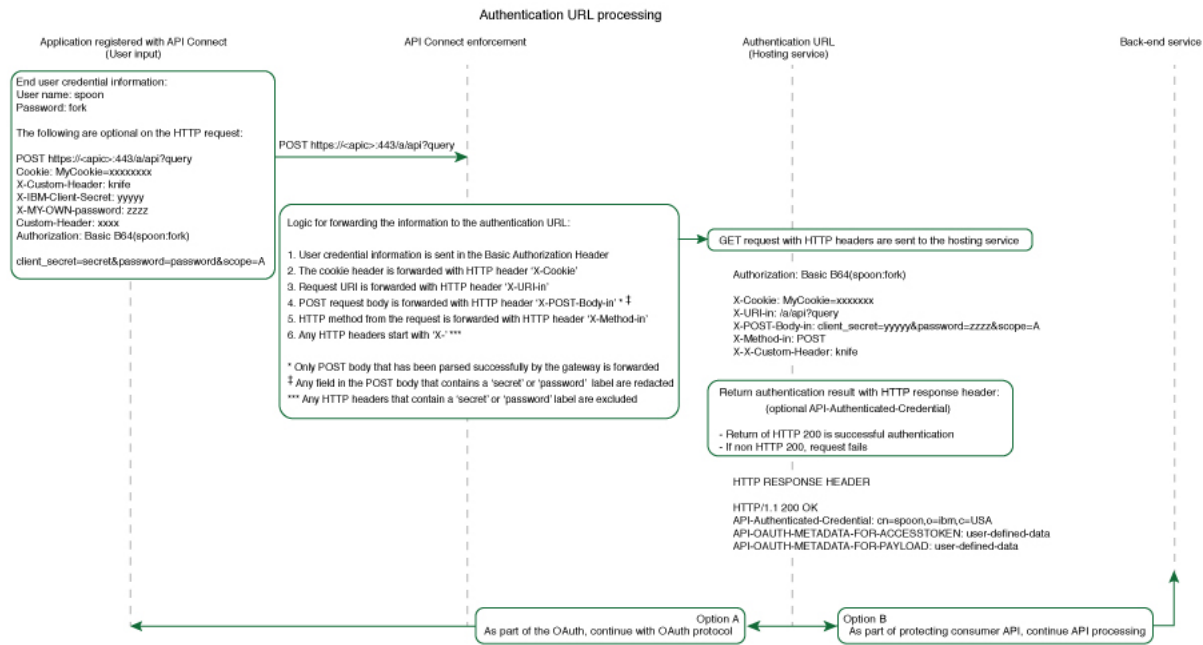 Authentication URL processing
Application registered with API Connect
(User input)
API Connect enforcement
Authentication URL
(Hosting service)
Back-end service
End user credential information:
User name: spoon
Password: fork
The following are optional on the HTTP request:
POST https://<apic>:443/a/api?query
Cookie: MyCookie=xxxxxxxx
X-Custom-Header: knife
X-IBM-Client-Secret: yyyyy
X-MY-OWN-password: zzzz
Custom-Header: xxxx
Authorization: Basic B64(spoon:fork)
client_secret=secret&password=password&scope=A
POST https://<apic>:443/a/api?query
Logic for forwarding the information to the authentication URL:
1. User credential information is sent in the Basic Authorization Header
2. The cookie header is forwarded with HTTP header ‘X-Cookie’
3. Request URI is forwarded with HTTP header ‘X-URI-in’
4. POST request body is forwarded with HTTP header ‘X-POST-Body-in’ * ‡
5. HTTP method from the request is forwarded with HTTP header ‘X-Method-in’
6. Any HTTP headers start with ‘X-’ ***
* Only POST body that has been parsed successfully by the gateway is forwarded
‡ Any field in the POST body that contains a ‘secret’ or ‘password’ label are redacted
*** Any HTTP headers that contain a ‘secret’ or ‘password’ label are excluded
GET request with HTTP headers are sent to the hosting service
Authorization: Basic B64(spoon:fork)
X-Cookie: MyCookie=xxxxxxx
X-URI-in: /a/api?query
X-POST-Body-in: client_secret=yyyyy&password=zzzz&scope=A
X-Method-in: POST
X-X-Custom-Header: knife
Return authentication result with HTTP response header:
(optional API-Authenticated-Credential)
- Return of HTTP 200 is successful authentication
- If non HTTP 200, request fails
HTTP RESPONSE HEADER
HTTP/1.1 200 OK
API-Authenticated-Credential: cn=spoon,o=ibm,c=USA
API-OAUTH-METADATA-FOR-ACCESSTOKEN: user-defined-data
API-OAUTH-METADATA-FOR-PAYLOAD: user-defined-data
Option A
As part of the OAuth, continue with OAuth protocol
Option B
As part of protecting consumer API, continue API processing